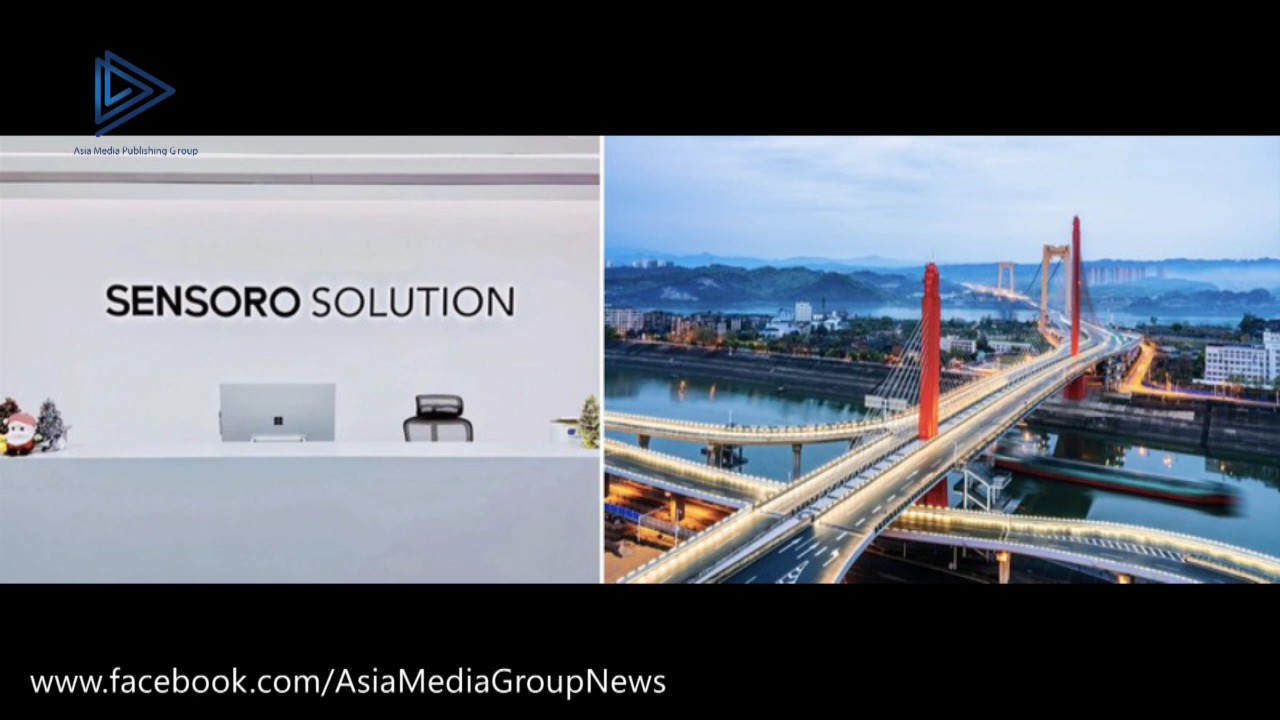 Asia Media Publishing Group
SENSORO SOLUTION
www.facebook.com/AsiaMediaGroupNews